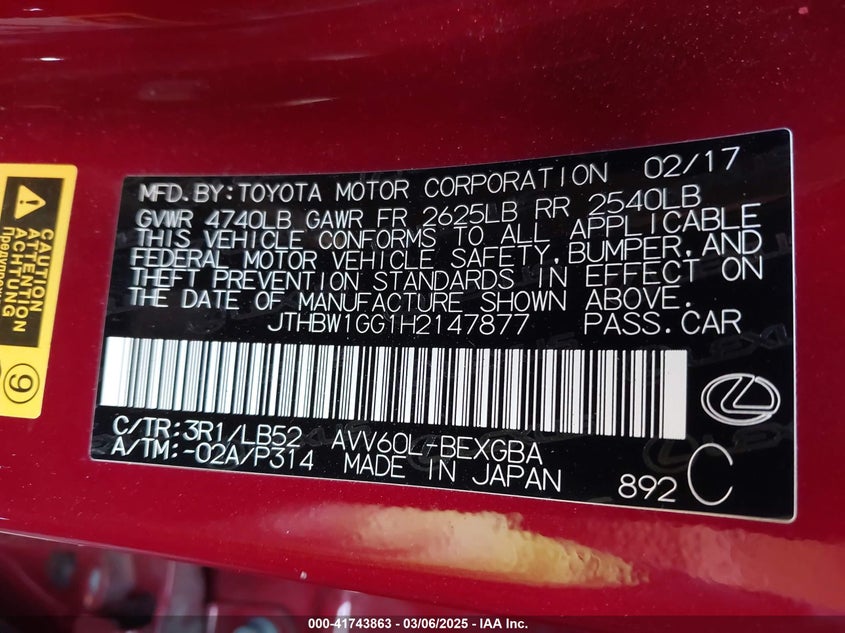 MFD.BY:TOYOTA MOTOR CORPORATION 02/17
GVWR 4740LB GAWR FR 2625LB RR 2540LB
THIS VEHICLE CONFORMS TO ALL APPLICABLE
FEDERAL MOTOR VEHICLE SAFETY,BUMPER,AND
THEFT PREVENTION STANDARDS IN EFFECT ON
THE DATE OF MANUFACTURE SHOWN ABOVE.
JTHBW1GG1H2147877 PASS.CAR
C/TR:3R1/LB52 AVV60L-BEXGBA
A/TM:-02A/P314 MADE IN JAPAN
892 C
CAUTION
ATTENTION
ACHTUNG
9
000-41743863 - 03/06/2025 - IAA Inc.